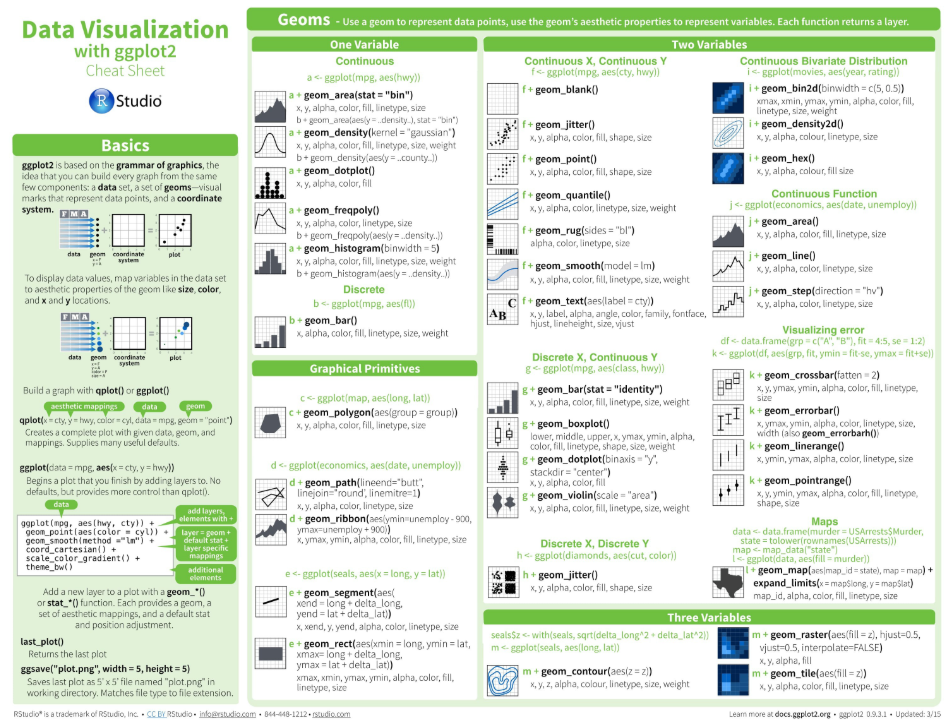 Data Visualization
with ggplot2
Cheat Sheet
R Studio
Basics
ggplot2 is based on the grammar of graphics, the
idea that you can build every graph from the same
few components: a data set, a set of geoms—visual
marks that represent data points, and a coordinate
system.
F M A
data geom coordinate plot
system
To display data values, map variables in the data set
to aesthetic properties of the geom like size, color,
and x and y locations.
F M A
data geom coordinate plot
system
Build a graph with qplot() or ggplot()
aesthetic mappings data geom
qplot(x = cty, y = hwy, color = cyl, data = mpg, geom = "point")
Creates a complete plot with given data, geom, and
mappings. Supplies many useful defaults.
ggplot(data = mpg, aes(x = cty, y = hwy))
Begins a plot that you finish by adding layers to. No
defaults, but provides more control than qplot().
data
ggplot(mpg, aes(hwy, cty)) +
geom_point(aes(color = cyl)) +
geom_smooth(method ="lm") +
coord_cartesian() +
scale_color_gradient() +
theme_bw()
add layers,
elements with +
layer = geom +
default stat +
layer specific
mappings
additional
elements
Add a new layer to a plot with a geom_*()
or stat_*() function. Each provides a geom, a
set of aesthetic mappings, and a default stat
and position adjustment.
last_plot()
Returns the last plot
ggsave("plot.png", width = 5, height = 5)
Saves last plot as 5' x 5' file named "plot.png" in
working directory. Matches file type to file extension.
Geoms - Use a geom to represent data points, use the geom's aesthetic properties to represent variables. Each function returns a layer.
One Variable
Continuous
a <- ggplot(mpg, aes(hwy))
a + geom_area(stat = "bin")
x, y, alpha, color, fill, linetype, size
b + geom_area(aes(y = ..density..), stat = "bin")
a + geom_density(kernel = "gaussian")
x, y, alpha, color, fill, linetype, size, weight
b + geom_density(aes(y = ..county..))
a + geom_dotplot()
x, y, alpha, color, fill
a + geom_freqpoly()
x, y, alpha, color, linetype, size
b + geom_freqpoly(aes(y = ..density..))
a + geom_histogram(binwidth = 5)
x, y, alpha, color, fill, linetype, size, weight
b + geom_histogram(aes(y = ..density..))
Discrete
b <- ggplot(mpg, aes(fl))
b + geom_bar()
x, alpha, color, fill, linetype, size, weight
Graphical Primitives
c <- ggplot(map, aes(long, lat))
c + geom_polygon(aes(group = group))
x, y, alpha, color, fill, linetype, size
d <- ggplot(economics, aes(date, unemploy))
d + geom_path(lineend="butt",
linejoin="round', linemitre=1)
x, y, alpha, color, linetype, size
d + geom_ribbon(aes(ymin=unemploy - 900,
ymax=unemploy + 900))
x, ymax, ymin, alpha, color, fill, linetype, size
e <- ggplot(seals, aes(x = long, y = lat))
e + geom_segment(aes(
xend = long + delta_long,
yend = lat + delta_lat))
x, xend, y, yend, alpha, color, linetype, size
e + geom_rect(aes(xmin = long, ymin = lat,
xmax= long + delta_long,
ymax = lat + delta_lat))
xmax, xmin, ymax, ymin, alpha, color, fill,
linetype, size
Two Variables
Continuous X, Continuous Y
f <- ggplot(mpg, aes(cty, hwy))
f + geom_blank()
f + geom_jitter()
x, y, alpha, color, fill, shape, size
f + geom_point()
x, y, alpha, color, fill, shape, size
f + geom_quantile()
x, y, alpha, color, linetype, size, weight
f + geom_rug(sides = "bl")
alpha, color, linetype, size
f + geom_smooth(model = lm)
x, y, alpha, color, fill, linetype, size, weight
f + geom_text(aes(label = cty))
A B C
x, y, label, alpha, angle, color, family, fontface,
hjust, lineheight, size, vjust
Discrete X, Continuous Y
g <- ggplot(mpg, aes(class, hwy))
g + geom_bar(stat = "identity")
x, y, alpha, color, fill, linetype, size, weight
g + geom_boxplot()
lower, middle, upper, x, ymax, ymin, alpha,
color, fill, linetype, shape, size, weight
g + geom_dotplot(binaxis = "y",
stackdir = "center")
x, y, alpha, color, fill
g + geom_violin(scale = "area")
x, y, alpha, color, fill, linetype, size, weight
Discrete X, Discrete Y
h <- ggplot(diamonds, aes(cut, color))
h + geom_jitter()
x, y, alpha, color, fill, shape, size
Continuous Bivariate Distribution
i <- ggplot(movies, aes(year, rating))
i + geom_bin2d(binwidth = c(5, 0.5))
xmax, xmin, ymax, ymin, alpha, color, fill,
linetype, size, weight
i + geom_density2d()
x, y, alpha, colour, linetype, size
i + geom_hex()
x, y, alpha, colour, fill size
Continuous Function
j <- ggplot(economics, aes(date, unemploy))
j + geom_area()
x, y, alpha, color, fill, linetype, size
j + geom_line()
x, y, alpha, color, linetype, size
j + geom_step(direction = "hv")
x, y, alpha, color, linetype, size
Visualizing error
df <- data.frame(grp = c("A", "B"), fit = 4:5, se = 1:2)
k <- ggplot(df, aes(grp, fit, ymin = fit-se, ymax = fit+se))
k + geom_crossbar(fatten = 2)
x, y, ymax, ymin, alpha, color, fill, linetype,
size
k + geom_errorbar()
x, ymax, ymin, alpha, color, linetype, size,
width (also geom_errorbarh())
k + geom_linerange()
x, ymin, ymax, alpha, color, linetype, size
k + geom_pointrange()
x, y, ymin, ymax, alpha, color, fill, linetype,
shape, size
Maps
data <- data.frame(murder = USArrests$Murder,
state = tolower(rownames(USArrests)))
map <- map_data("state")
l <- ggplot(data, aes(fill = murder))
l + geom_map(aes(map_id = state), map = map) +
expand_limits(x = map$long, y = map$lat)
map_id, alpha, color, fill, linetype, size
Three Variables
seals$z <- with(seals, sqrt(delta_long^2 + delta_lat^2))
m <- ggplot(seals, aes(long, lat))
m + geom_contour(aes(z = z))
x, y, z, alpha, colour, linetype, size, weight
m + geom_raster(aes(fill = z), hjust=0.5,
vjust=0.5, interpolate=FALSE)
x, y, alpha, fill
m + geom_tile(aes(fill = z))
x, y, alpha, color, fill, linetype, size
RStudio® is a trademark of RStudio, Inc. • CC BY RStudio • info@rstudio.com • 844-448-1212 • rstudio.com
Learn more at docs.ggplot2.org • ggplot2 0.9.3.1 • Updated: 3/15